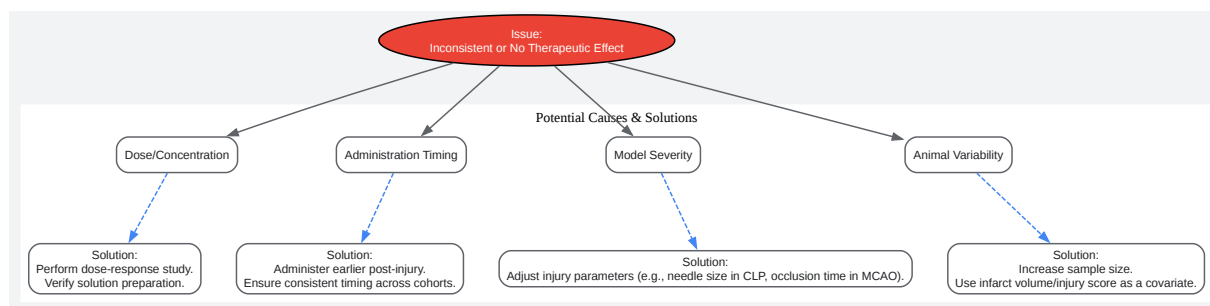 Issue:
Inconsistent or No Therapeutic Effect
Potential Causes & Solutions
Dose/Concentration
Administration Timing
Model Severity
Animal Variability
Solution:
Perform dose-response study.
Verify solution preparation.
Solution:
Administer earlier post-injury.
Ensure consistent timing across cohorts.
Solution:
Adjust injury parameters (e.g., needle size in CLP, occlusion time in MCAO).
Solution:
Increase sample size.
Use infarct volume/injury score as a covariate.